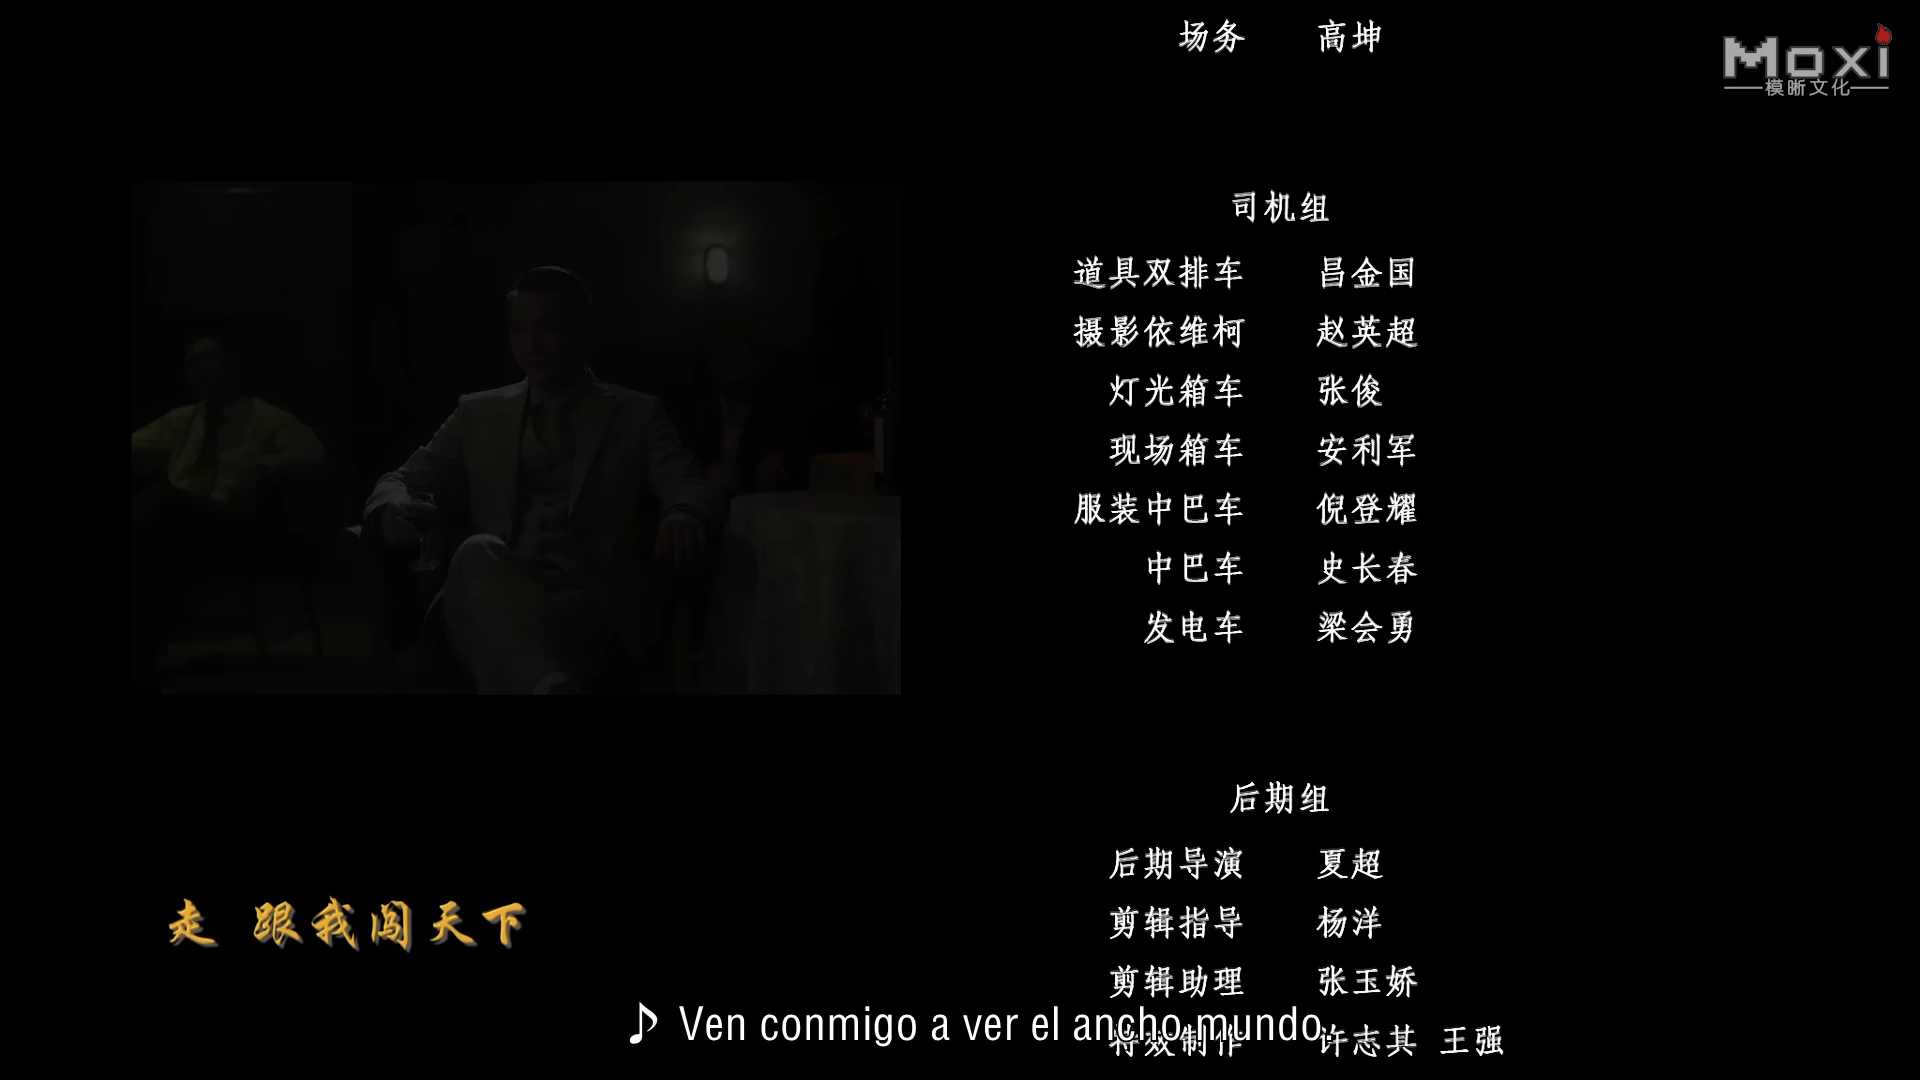 场务 高坤
Moxi
模晰文化
司机组
道具双排车 昌金国
摄影依维柯 赵英超
灯光箱车 张俊
现场箱车 安利军
服装中巴车 倪登耀
中巴车 史长春
发电车 梁会勇
后期组
后期导演 夏超
剪辑指导 杨洋
剪辑助理 张玉娇
特效制作 许志其 王强
走 跟我闯天下
♪ Ven conmigo a ver el ancho mundo.